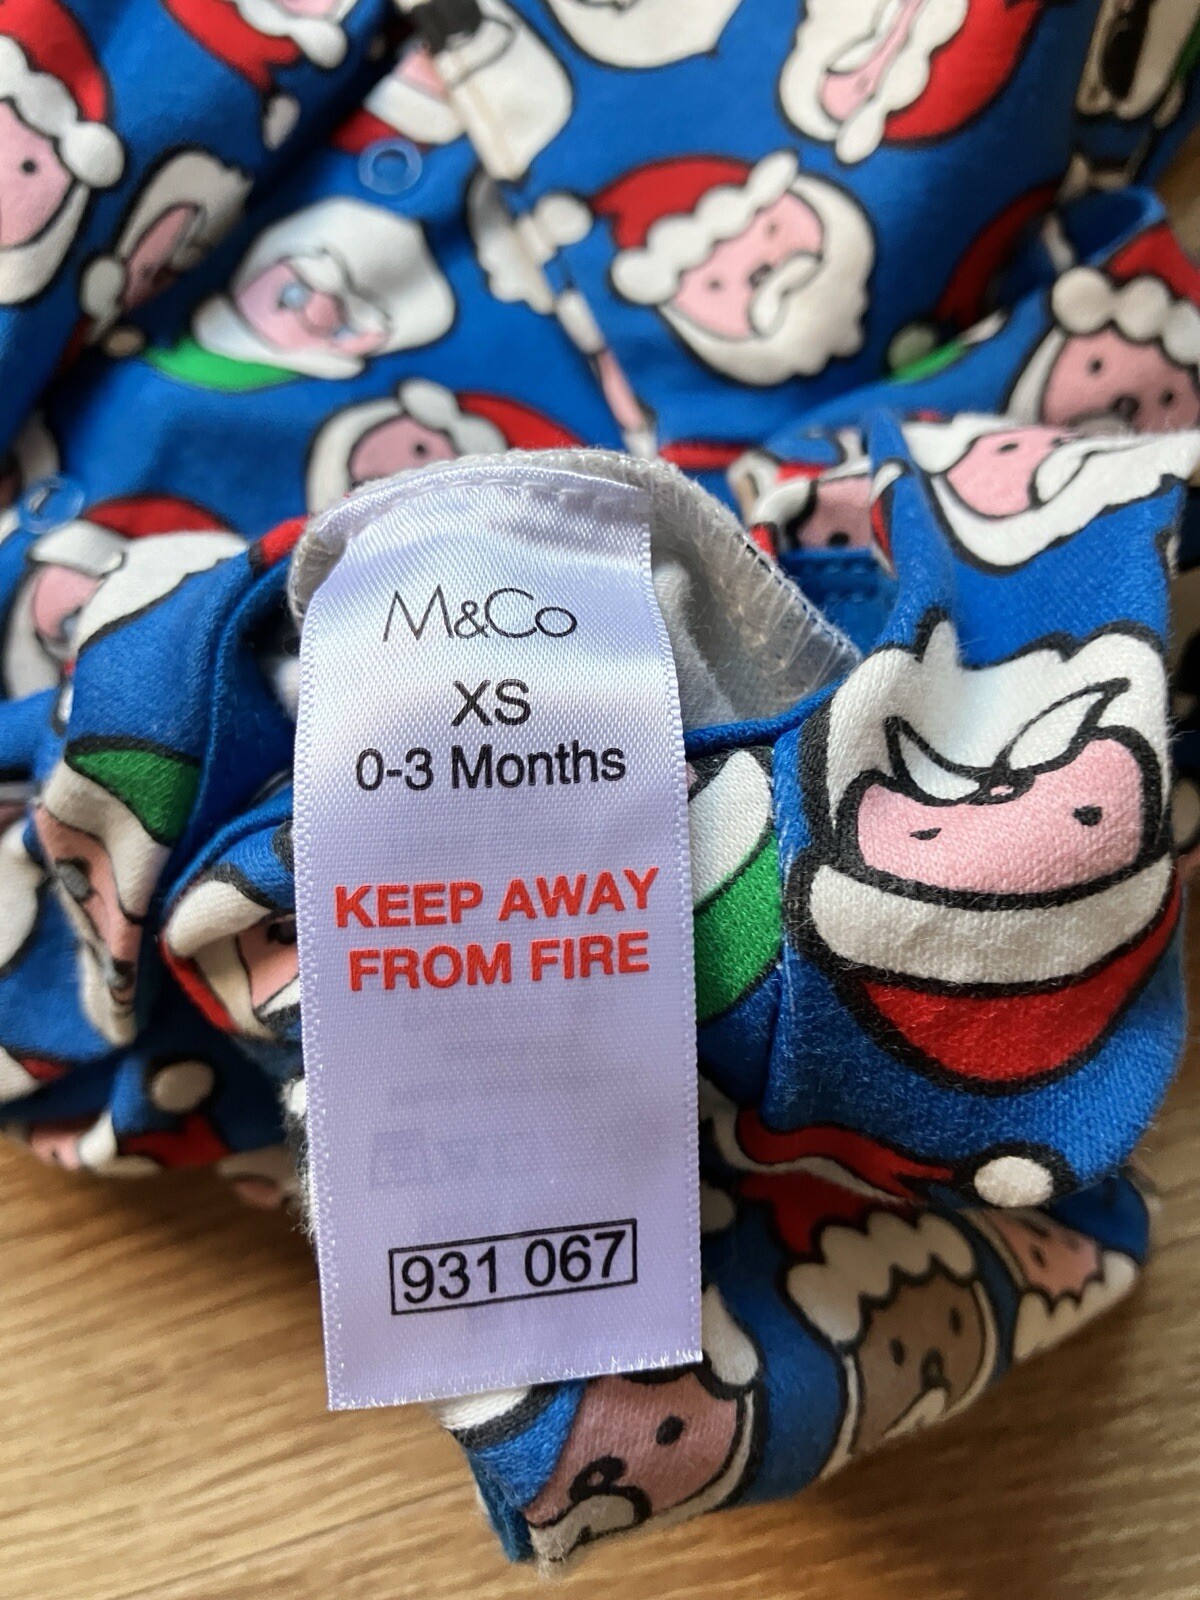 M&Co
XS
0-3 Months
KEEP AWAY
FROM FIRE
931 067